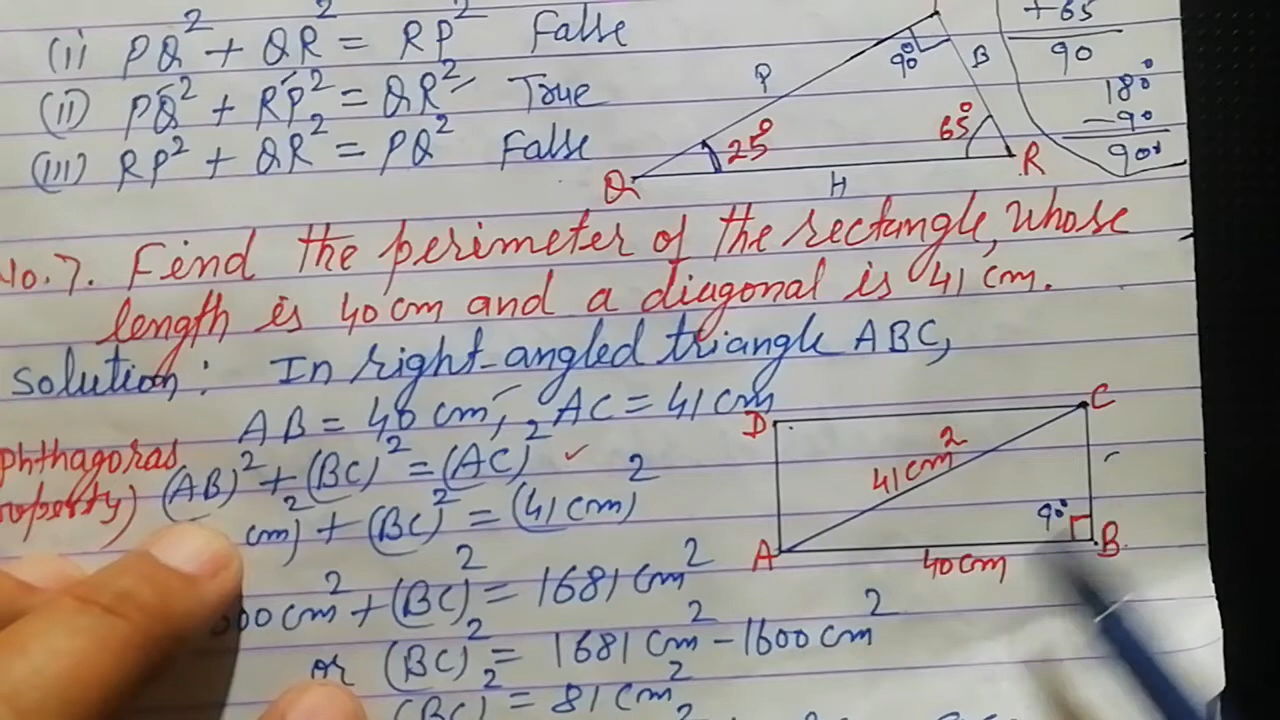 (i) PQ² + QR² = RP² False
(ii) PQ² + RP² = QR² True
(iii) RP² + QR² = PQ² False
P
90°
B
25°
65°
Q
H
R
+65
90
180°
-90
90°
No.7. Find the perimeter of the rectangle, whose
length is 40 cm and a diagonal is 41 cm.
Solution: In right-angled triangle ABC,
AB = 40 cm, AC = 41 cm
(AB)² + (BC)² = (AC)² ✓
phthagoras
cm)² + (BC)² = (41 cm)²
00 cm² + (BC)² = 1681 cm²
or (BC)² = 1681 cm² - 1600 cm²
(BC)² = 81 cm²
D
C
41 cm
2
90°
A
B
40 cm